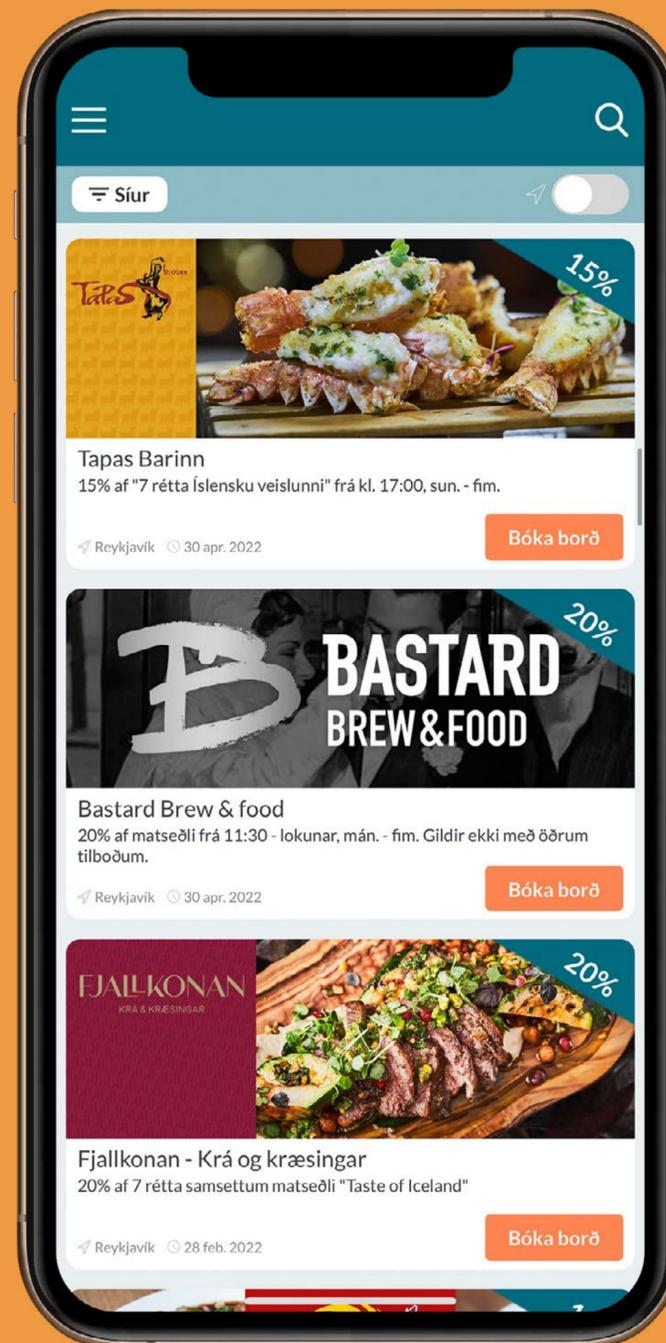 Síur
TAPAS
barinn
15%
Tapas Barinn
15% af "7 rétta Íslensku veislunni" frá kl. 17:00, sun. - fim.
Reykjavík 30 apr. 2022
Bóka borð
20%
B BASTARD
BREW & FOOD
Bastard Brew & food
20% af matseðli frá 11:30 - lokunar, mán. - fim. Gildir ekki með öðrum
tilboðum.
Reykjavík 30 apr. 2022
Bóka borð
FJALLKONAN
KRÁ & KRÆSINGAR
20%
Fjallkonan - Krá og kræsingar
20% af 7 rétta samsettum matseðli "Taste of Iceland"
Reykjavík 28 feb. 2022
Bóka borð